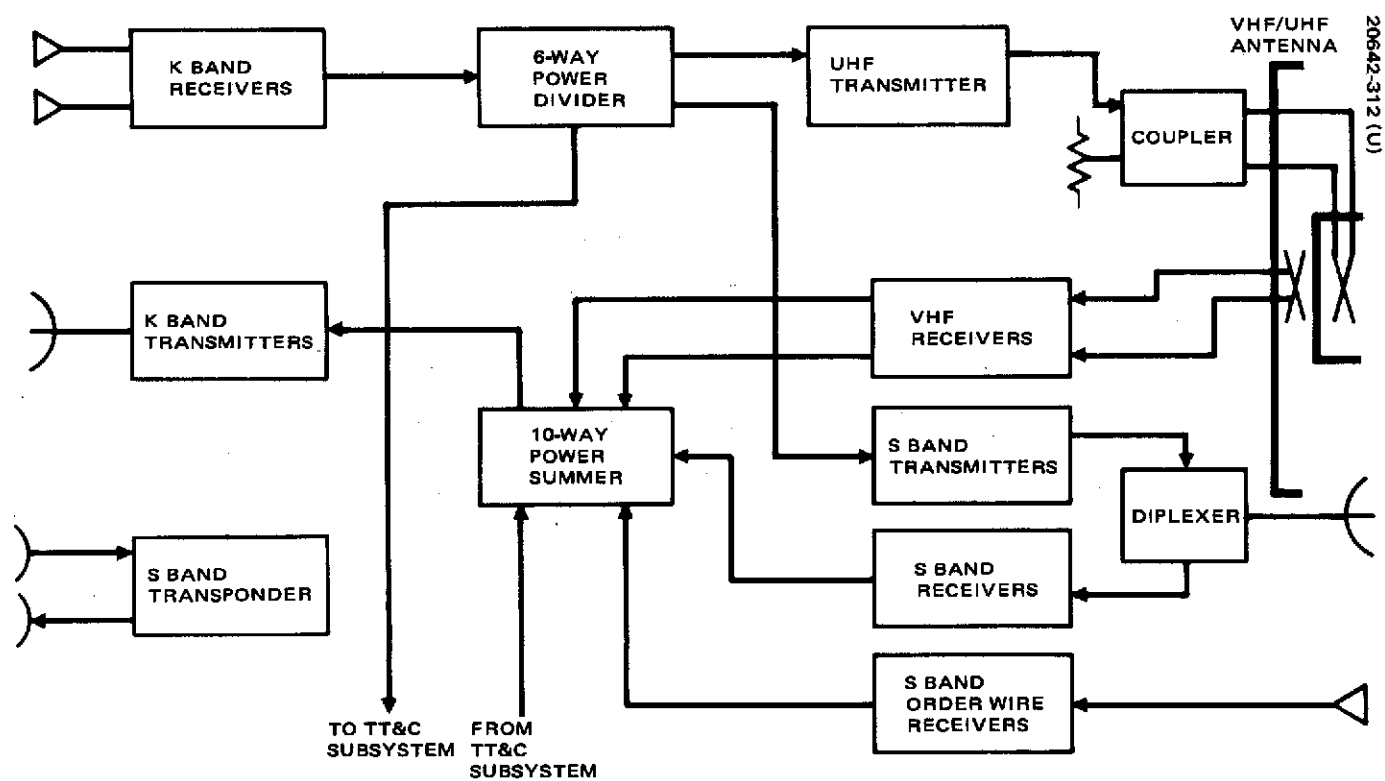 K BAND
RECEIVERS
6-WAY
POWER
DIVIDER
UHF
TRANSMITTER
VHF/UHF
ANTENNA
20642-312 (U)
COUPLER
K BAND
TRANSMITTERS
VHF
RECEIVERS
10-WAY
POWER
SUMMER
S BAND
TRANSMITTERS
DIPLEXER
S BAND
TRANSPONDER
S BAND
RECEIVERS
S BAND
ORDER WIRE
RECEIVERS
TO TT&C
SUBSYSTEM
FROM
TT&C
SUBSYSTEM